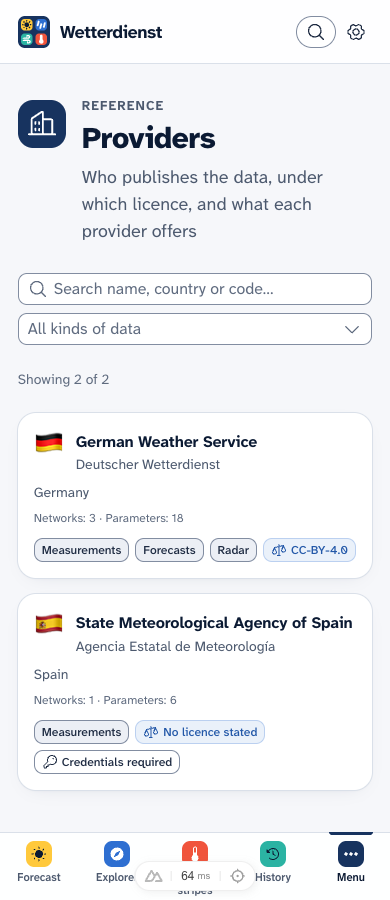 Wetterdienst
REFERENCE
Providers
Who publishes the data, under
which licence, and what each
provider offers
Search name, country or code...
All kinds of data
Showing 2 of 2
German Weather Service
Deutscher Wetterdienst
Germany
Networks: 3 · Parameters: 18
Measurements
Forecasts
Radar
CC-BY-4.0
State Meteorological Agency of Spain
Agencia Estatal de Meteorología
Spain
Networks: 1 · Parameters: 6
Measurements
No licence stated
Credentials required
Forecast
Explore
stripes
History
Menu
64 ms